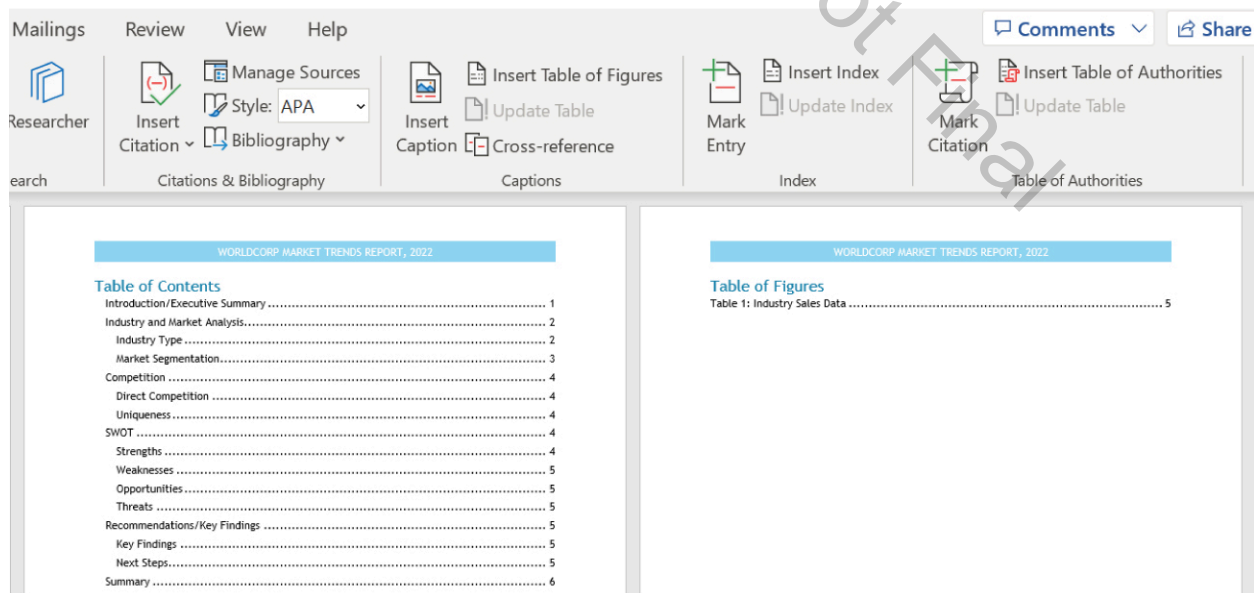 Mailings Review View Help Comments Share
Researcher
Insert Citation
Manage Sources
Style: APA
Bibliography
Insert Caption
Insert Table of Figures
Update Table
Cross-reference
Mark Entry
Insert Index
Update Index
Mark Citation
Insert Table of Authorities
Update Table
earch Citations & Bibliography Captions Index Table of Authorities
ot Final
WORLDCORP MARKET TRENDS REPORT, 2022
Table of Contents
Introduction/Executive Summary ........ 1
Industry and Market Analysis ........ 2
Industry Type ........ 2
Market Segmentation ........ 3
Competition ........ 4
Direct Competition ........ 4
Uniqueness ........ 4
SWOT ........ 4
Strengths ........ 4
Weaknesses ........ 5
Opportunities ........ 5
Threats ........ 5
Recommendations/Key Findings ........ 5
Key Findings ........ 5
Next Steps ........ 5
Summary ........ 6
WORLDCORP MARKET TRENDS REPORT, 2022
Table of Figures
Table 1: Industry Sales Data ........ 5